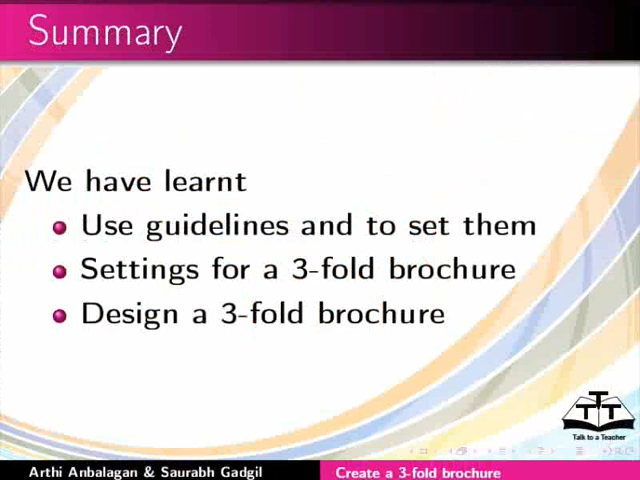 Summary
We have learnt
Use guidelines and to set them
Settings for a 3-fold brochure
Design a 3-fold brochure
TTT
Talk to a Teacher
Arthi Anbalagan & Saurabh Gadgil
Create a 3-fold brochure